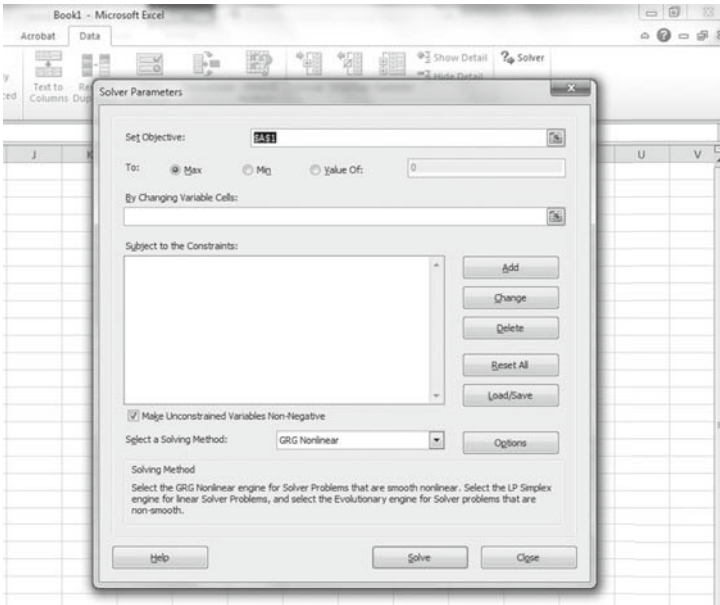 Book1 - Microsoft Excel
Acrobat Data
Text to
Columns
Show Detail
Hide Detail
Solver
Solver Parameters
Set Objective: $A$1
To: Max Min Value Of: 0
By Changing Variable Cells:
Subject to the Constraints:
Add
Change
Delete
Reset All
Load/Save
Make Unconstrained Variables Non-Negative
Select a Solving Method: GRG Nonlinear Options
Solving Method
Select the GRG Nonlinear engine for Solver Problems that are smooth nonlinear. Select the LP Simplex
engine for linear Solver Problems, and select the Evolutionary engine for Solver problems that are
non-smooth.
Help Solve Close
J K U V